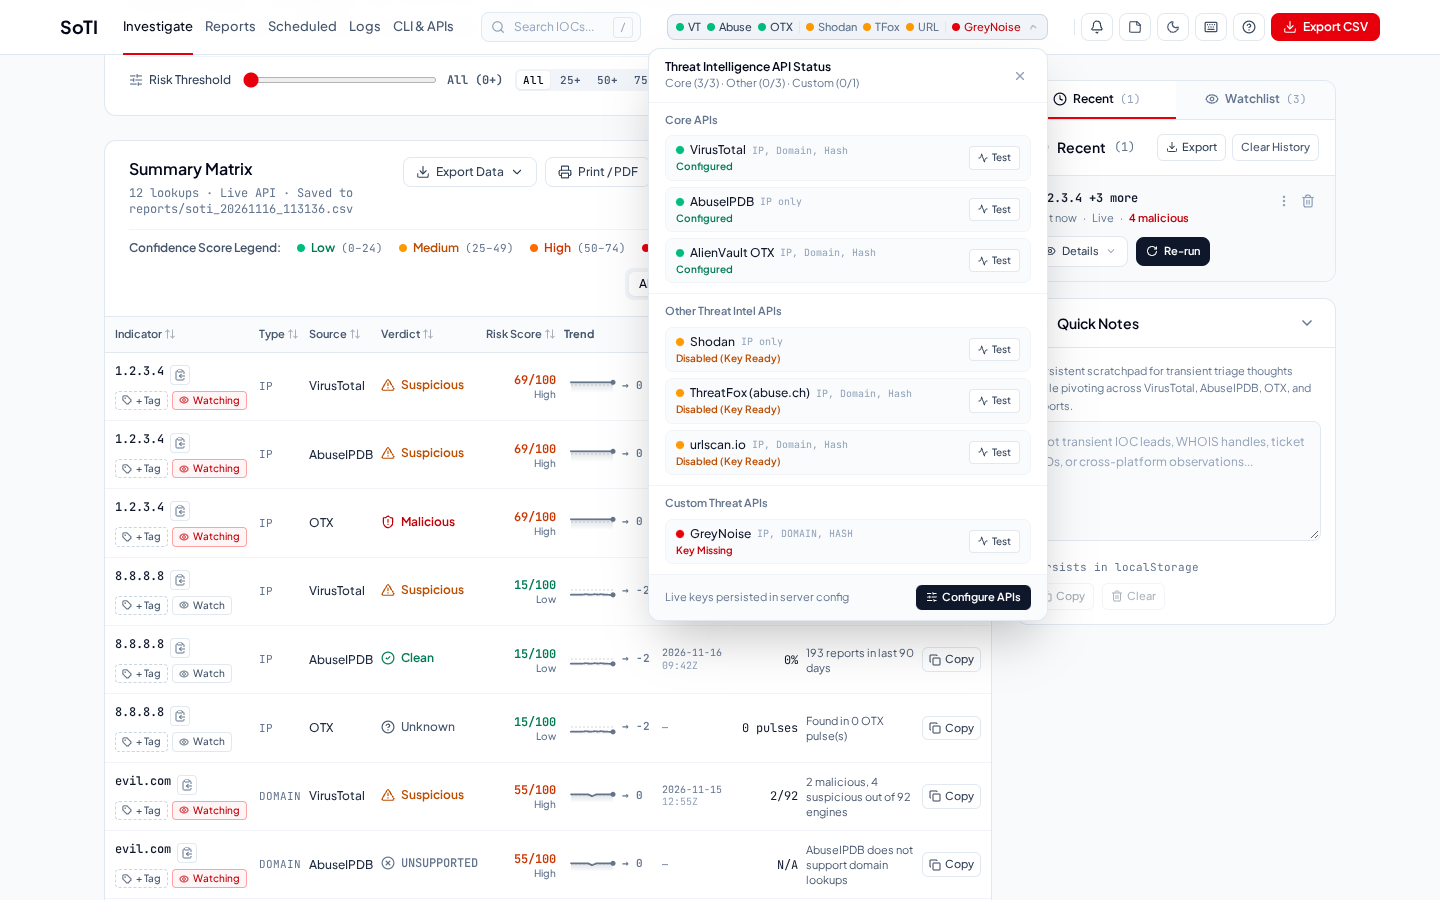 SoTI
Investigate
Reports
Scheduled
Logs
CLI & APIs
Search IOCs...
/
VT
Abuse
OTX
Shodan
TFox
URL
GreyNoise
Export CSV
Risk Threshold
All (0+)
All
25+
50+
75
Threat Intelligence API Status
Core (3/3) · Other (0/3) · Custom (0/1)
Core APIs
VirusTotal IP, Domain, Hash
Configured
Test
AbuseIPDB IP only
Configured
Test
AlienVault OTX IP, Domain, Hash
Configured
Test
Other Threat Intel APIs
Shodan IP only
Disabled (Key Ready)
Test
ThreatFox (abuse.ch) IP, Domain, Hash
Disabled (Key Ready)
Test
urlscan.io IP, Domain, Hash
Disabled (Key Ready)
Test
Custom Threat APIs
GreyNoise IP, DOMAIN, HASH
Key Missing
Test
Live keys persisted in server config
Configure APIs
Summary Matrix
12 lookups · Live API · Saved to
reports/soti_20261116_113136.csv
Export Data
Print / PDF
Confidence Score Legend:
Low (0-24)
Medium (25-49)
High (50-74)
Indicator
Type
Source
Verdict
Risk Score
Trend
1.2.3.4
+ Tag
Watching
IP
VirusTotal
Suspicious
69/100
High
→ 0
1.2.3.4
+ Tag
Watching
IP
AbuseIPDB
Suspicious
69/100
High
→ 0
1.2.3.4
+ Tag
Watching
IP
OTX
Malicious
69/100
High
→ 0
8.8.8.8
+ Tag
Watch
IP
VirusTotal
Suspicious
15/100
Low
→ -2
8.8.8.8
+ Tag
Watch
IP
AbuseIPDB
Clean
15/100
Low
→ -2
2026-11-16
09:42Z
0%
193 reports in last 90
days
Copy
8.8.8.8
+ Tag
Watch
IP
OTX
Unknown
15/100
Low
→ -2
—
0 pulses
Found in 0 OTX
pulse(s)
Copy
evil.com
+ Tag
Watching
DOMAIN
VirusTotal
Suspicious
55/100
High
→ 0
2026-11-15
12:55Z
2/92
2 malicious, 4
suspicious out of 92
engines
Copy
evil.com
+ Tag
Watching
DOMAIN
AbuseIPDB
UNSUPPORTED
55/100
High
→ 0
—
N/A
AbuseIPDB does not
support domain
lookups
Copy
Recent (1)
Watchlist (3)
Recent (1)
Export
Clear History
2.3.4 +3 more
t now · Live · 4 malicious
Details
Re-run
Quick Notes
sistent scratchpad for transient triage thoughts
le pivoting across VirusTotal, AbuseIPDB, OTX, and
ports.
ot transient IOC leads, WHOIS handles, ticket
Ds, or cross-platform observations...
rsists in localStorage
Copy
Clear